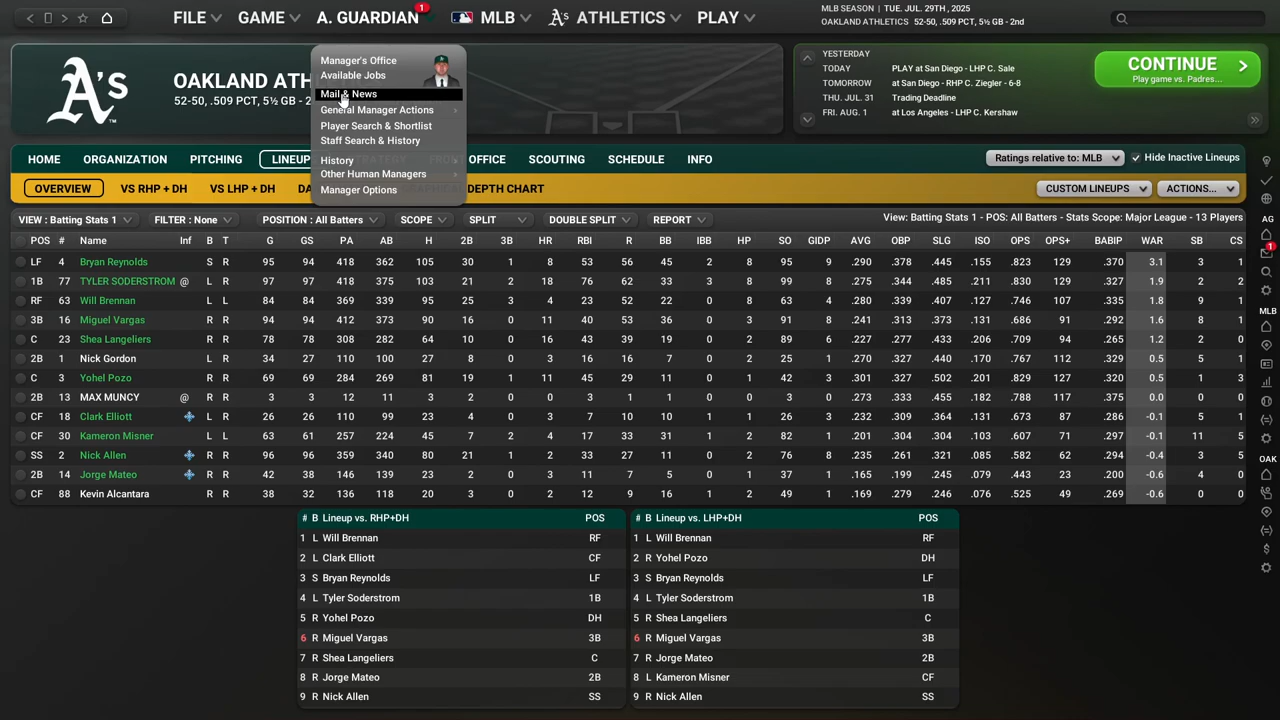 FILE GAME A. GUARDIAN 1 MLB A's ATHLETICS PLAY
MLB SEASON | TUE. JUL. 29TH, 2025
OAKLAND ATHLETICS 52-50, .509 PCT, 5½ GB - 2nd
A's
OAKLAND ATH
52-50, .509 PCT, 5½ GB - 2
Manager's Office
Available Jobs
Mail & News
General Manager Actions
Player Search & Shortlist
Staff Search & History
History
Other Human Managers
Manager Options
YESTERDAY
TODAY PLAY at San Diego - LHP C. Sale
TODAY at San Diego - RHP C. Ziegler - 6-8
THU. JUL. 31 Trading Deadline
FRI. AUG. 1 at Los Angeles - LHP C. Kershaw
CONTINUE
Play game vs. Padres...
HOME ORGANIZATION PITCHING LINEUP OFFICE SCOUTING SCHEDULE INFO
Ratings relative to: MLB Hide Inactive Lineups
OVERVIEW VS RHP + DH VS LHP + DH DEPTH CHART CUSTOM LINEUPS ACTIONS...
VIEW : Batting Stats 1 FILTER : None POSITION : All Batters SCOPE SPLIT DOUBLE SPLIT REPORT View: Batting Stats 1 - POS: All Batters - Stats Scope: Major League - 13 Players
POS # Name Inf B T G GS PA AB H 2B 3B HR RBI R BB IBB HP SO GIDP AVG OBP SLG ISO OPS OPS+ BABIP WAR SB CS
LF 4 Bryan Reynolds S R 95 94 418 362 105 30 1 8 53 56 45 2 8 95 9 .290 .378 .445 .155 .823 129 .370 3.1 3 1
1B 77 TYLER SODERSTROM @ L R 97 97 418 375 103 21 2 18 76 62 33 3 8 99 8 .275 .344 .485 .211 .830 129 .327 1.9 2 2
RF 63 Will Brennan L L 84 84 369 339 95 25 3 4 23 52 22 0 8 63 4 .280 .339 .407 .127 .746 107 .335 1.8 9 1
3B 16 Miguel Vargas R R 94 94 412 373 90 16 0 11 40 53 36 0 3 91 8 .241 .313 .373 .131 .686 91 .292 1.6 8 1
C 23 Shea Langeliers R R 78 78 308 282 64 10 0 16 43 39 19 0 2 89 6 .227 .277 .433 .206 .709 94 .265 1.2 2 0
2B 1 Nick Gordon L R 34 27 110 100 27 8 0 3 16 16 7 0 2 25 1 .270 .327 .440 .170 .767 112 .329 0.5 5 1
C 3 Yohel Pozo R R 69 69 284 269 81 19 1 11 45 29 11 0 1 42 3 .301 .327 .502 .201 .829 127 .320 0.5 1 3
2B 13 MAX MUNCY @ R R 3 3 12 11 3 2 0 0 3 1 1 0 0 3 0 .273 .333 .455 .182 .788 117 .375 0.0 0 0
CF 18 Clark Elliott L R 26 26 110 99 23 4 0 3 7 10 10 0 1 26 3 .232 .309 .364 .131 .673 87 .286 -0.1 5 1
CF 30 Kameron Misner L L 63 61 257 224 45 7 2 4 17 33 31 1 2 82 1 .201 .304 .304 .103 .607 71 .297 -0.1 11 5
SS 2 Nick Allen R R 96 96 359 340 80 21 1 2 33 27 11 0 0 76 8 .235 .261 .321 .085 .582 62 .294 -0.4 3 5
2B 14 Jorge Mateo R R 42 38 146 139 23 2 0 3 11 7 5 0 1 37 1 .165 .199 .245 .079 .443 23 .200 -0.6 4 0
CF 88 Kevin Alcantara R R 38 32 136 118 20 3 0 2 12 9 16 1 2 49 1 .169 .279 .246 .076 .525 49 .269 -0.6 0 0
# B Lineup vs. RHP+DH POS
1 L Will Brennan RF
2 L Clark Elliott CF
3 S Bryan Reynolds LF
4 L Tyler Soderstrom 1B
5 R Yohel Pozo DH
6 R Miguel Vargas 3B
7 R Shea Langeliers C
8 R Jorge Mateo 2B
9 R Nick Allen SS
# B Lineup vs. LHP+DH POS
1 L Will Brennan RF
2 R Yohel Pozo DH
3 S Bryan Reynolds LF
4 L Tyler Soderstrom 1B
5 R Shea Langeliers C
6 R Miguel Vargas 3B
7 R Jorge Mateo 2B
8 L Kameron Misner CF
9 R Nick Allen SS
AG
1
MLB
OAK